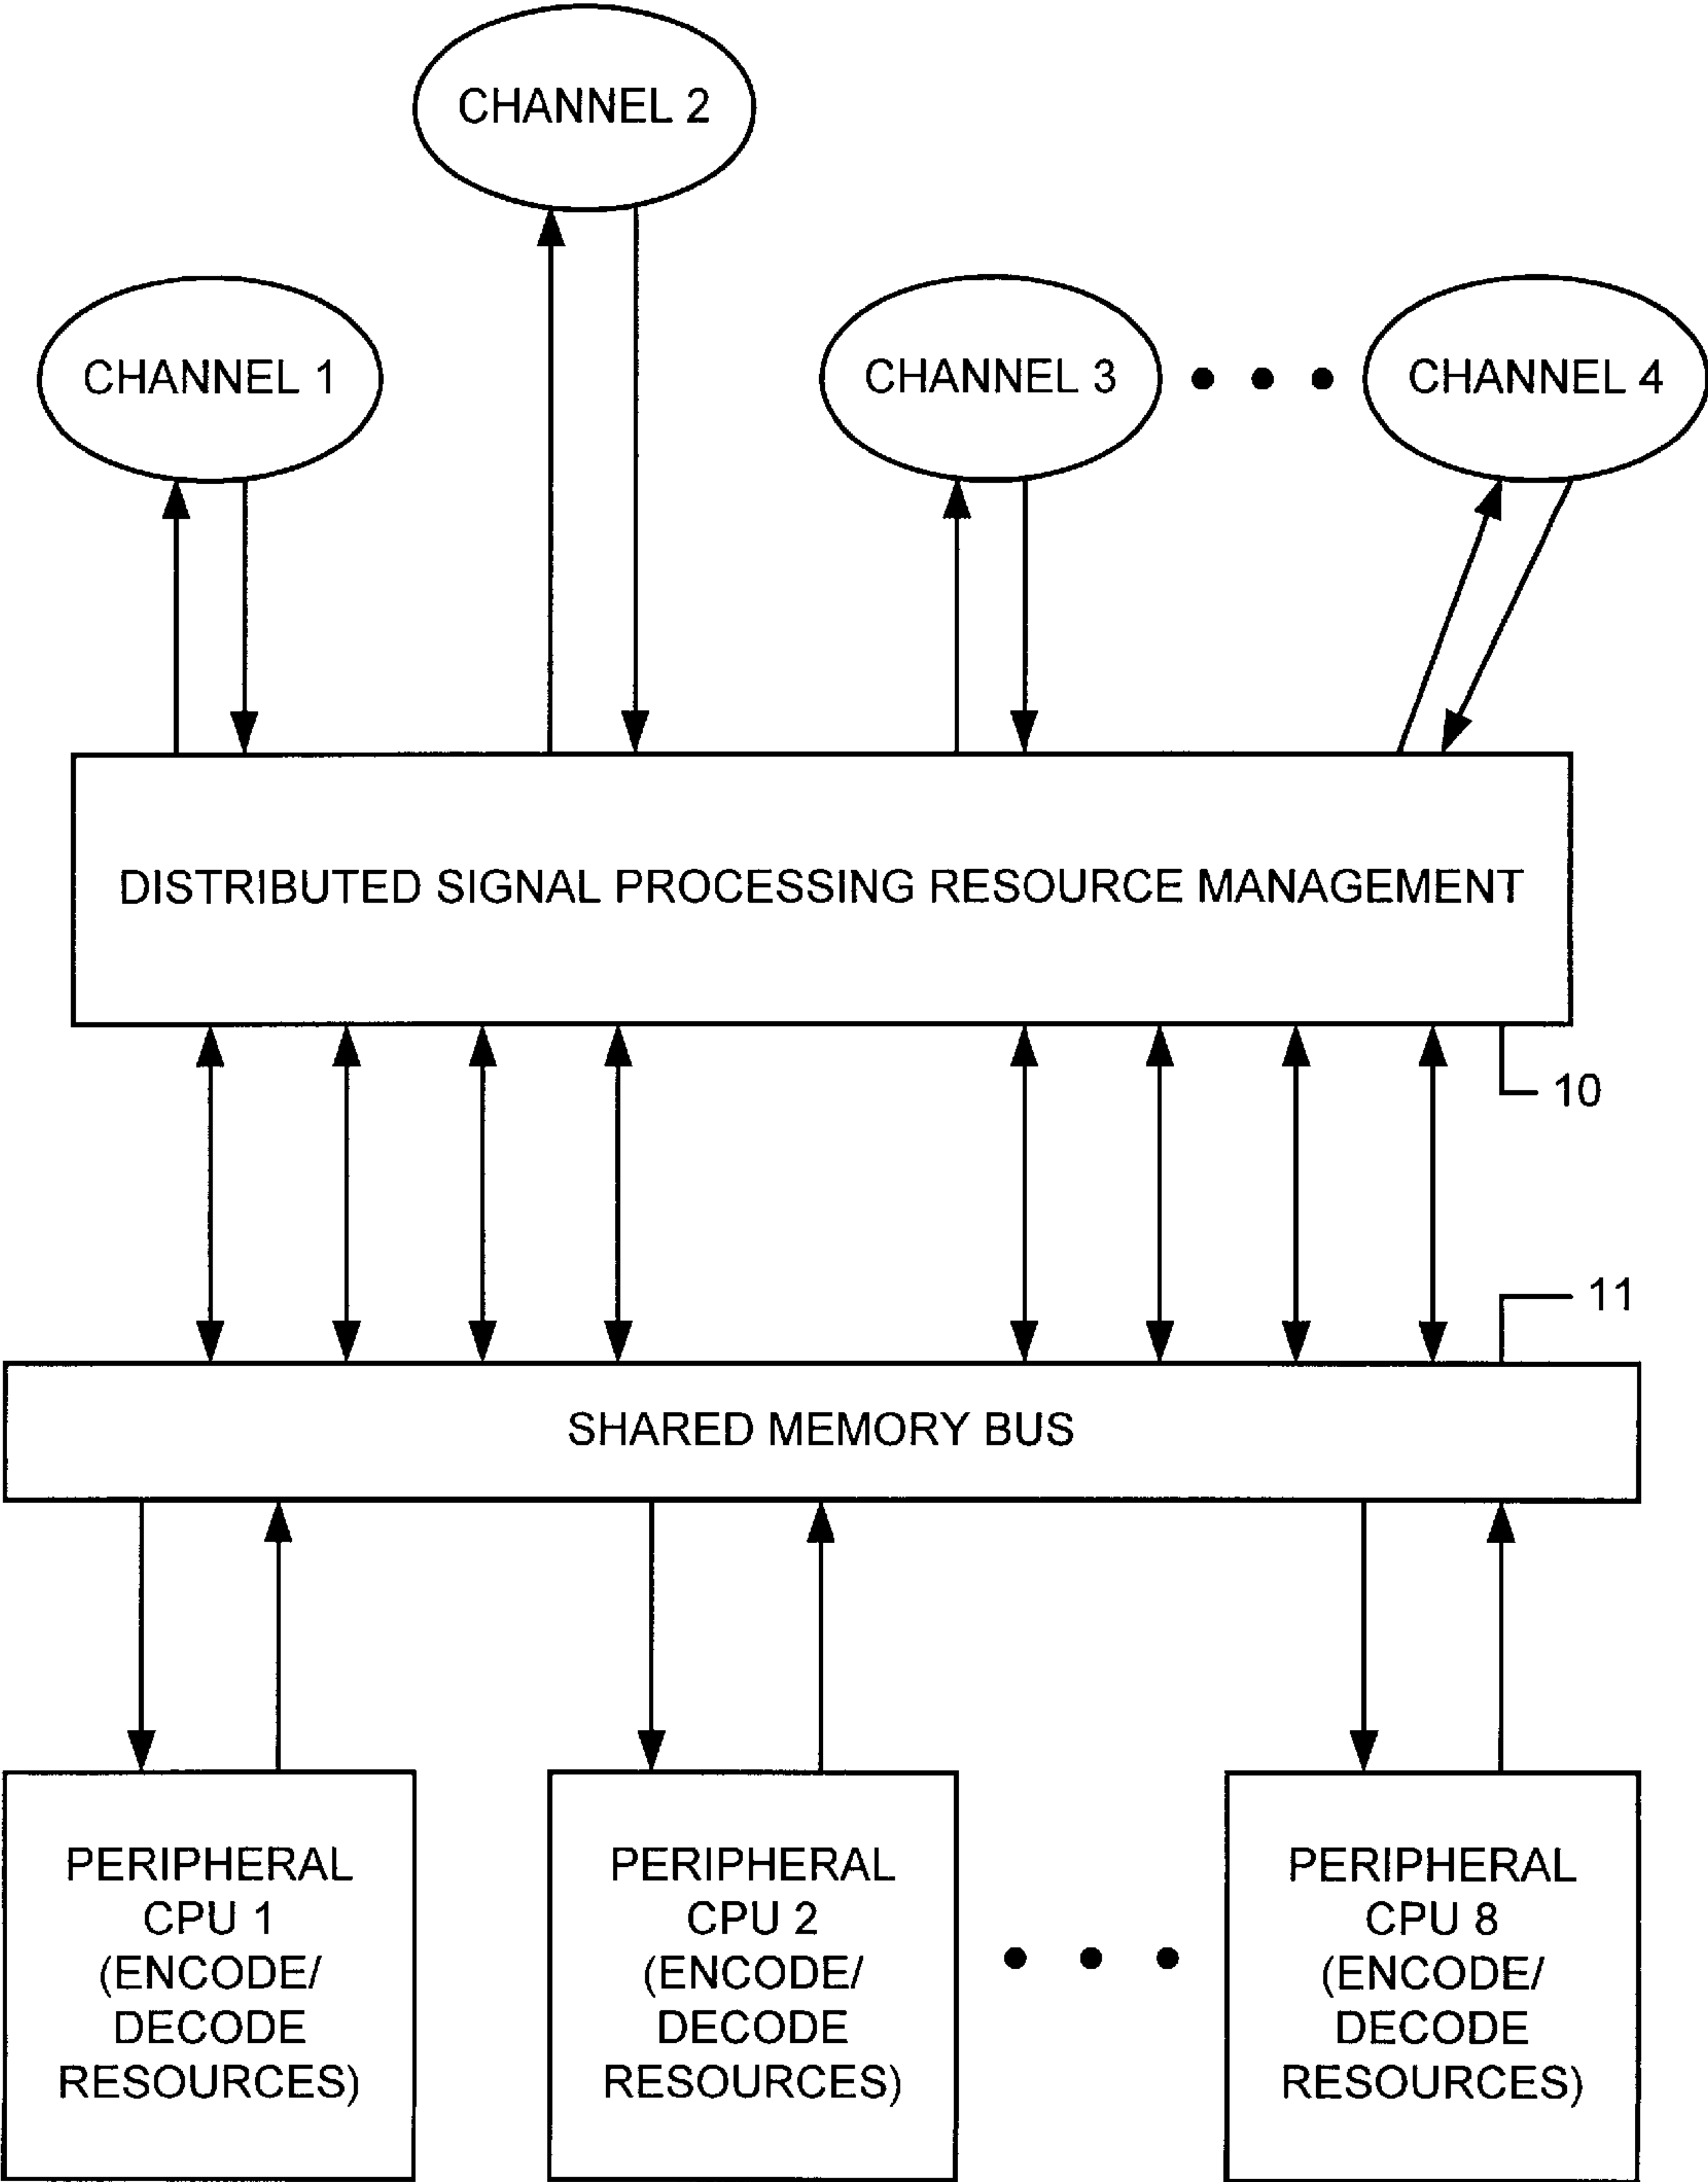 CHANNEL 2
CHANNEL 1
CHANNEL 3
CHANNEL 4
DISTRIBUTED SIGNAL PROCESSING RESOURCE MANAGEMENT
10
11
SHARED MEMORY BUS
PERIPHERAL
CPU 1
(ENCODE/
DECODE
RESOURCES)
PERIPHERAL
CPU 2
(ENCODE/
DECODE
RESOURCES)
PERIPHERAL
CPU 8
(ENCODE/
DECODE
RESOURCES)